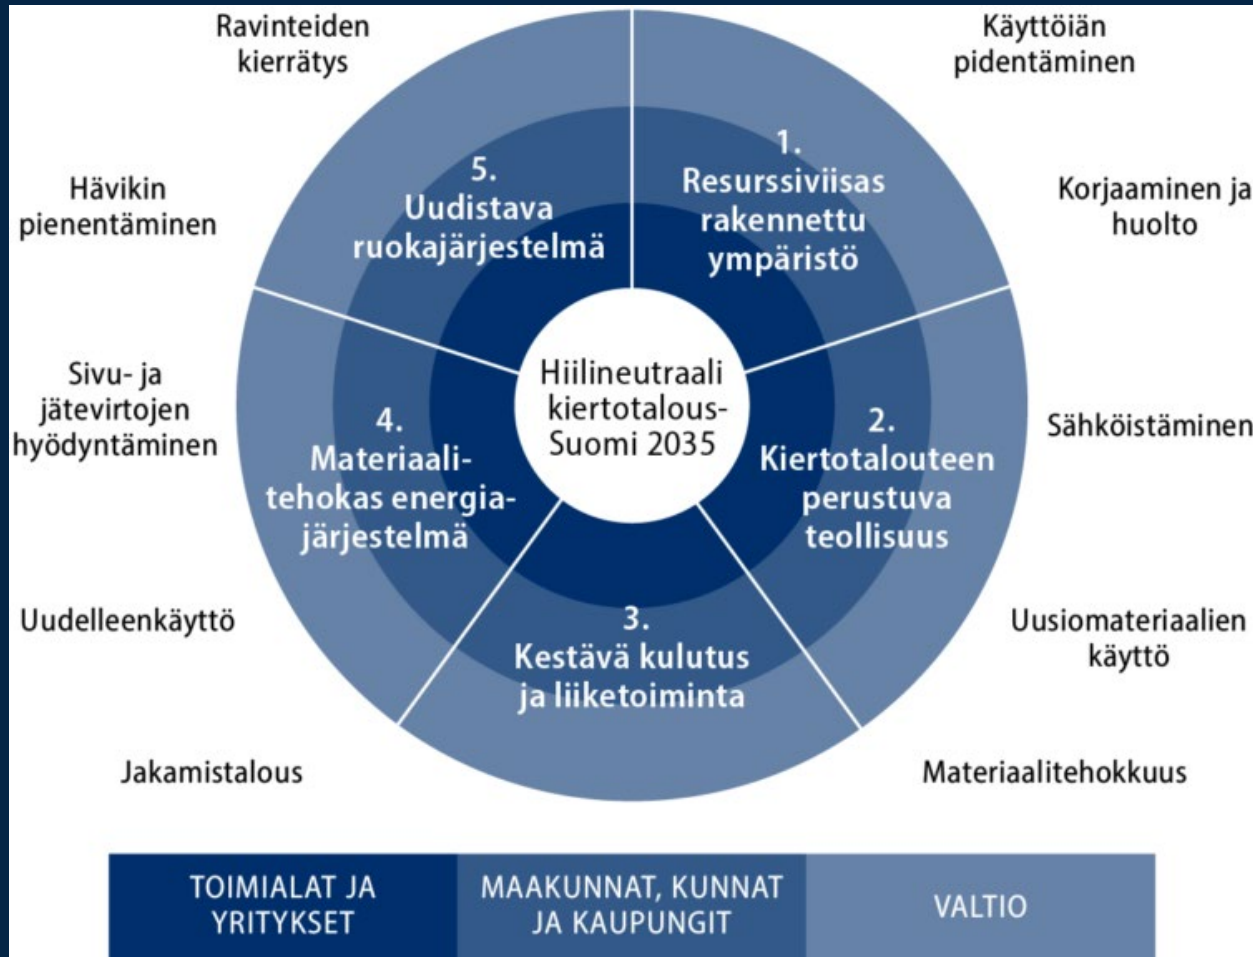 Ravinteiden
kierrätys
Käyttöiän
pidentäminen
Hävikin
pienentäminen
5.
Uudistava
ruokajärjestelmä
1.
Resurssiviisas
rakennettu
ympäristö
Korjaaminen ja
huolto
Sivu- ja
jätevirtojen
hyödyntäminen
4.
Materiaali-
tehokas energia-
järjestelmä
Hiilineutraali
kiertotalous-
Suomi 2035
2.
Kiertotalouteen
perustuva
teollisuus
Sähköistäminen
Uudelleenkäyttö
3.
Kestävä kulutus
ja liiketoiminta
Uusiomateriaalien
käyttö
Jakamistalous
Materiaalitehokkuus
TOIMIALAT JA
YRITYKSET
MAAKUNNAT, KUNNAT
JA KAUPUNGIT
VALTIO